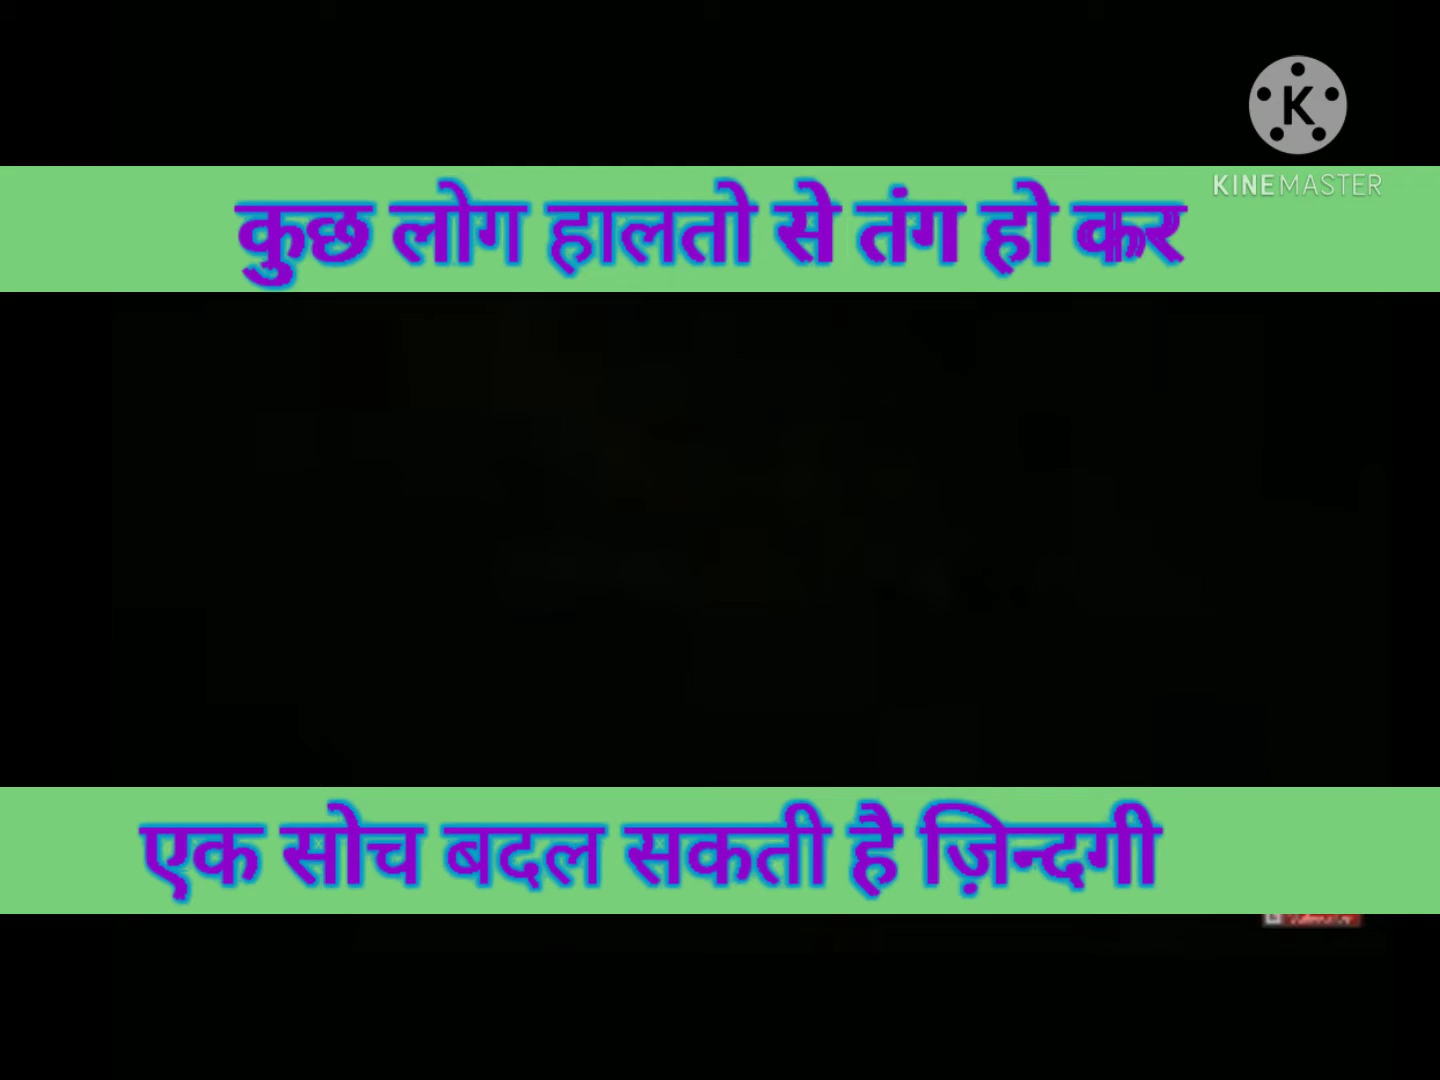 KINEMASTER
कुछ लोग हालतो से तंग हो कर
एक सोच बदल सकती है ज़िन्दगी